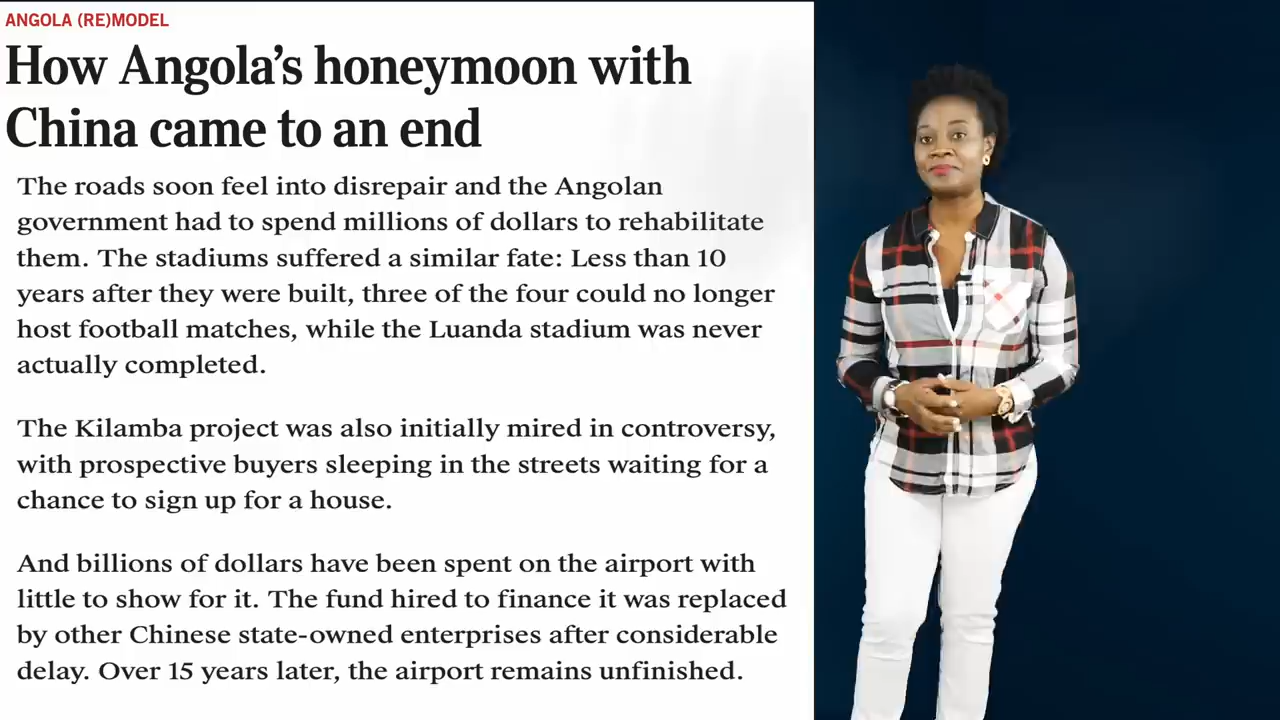 ANGOLA (RE)MODEL
How Angola’s honeymoon with
China came to an end
The roads soon feel into disrepair and the Angolan
government had to spend millions of dollars to rehabilitate
them. The stadiums suffered a similar fate: Less than 10
years after they were built, three of the four could no longer
host football matches, while the Luanda stadium was never
actually completed.
The Kilamba project was also initially mired in controversy,
with prospective buyers sleeping in the streets waiting for a
chance to sign up for a house.
And billions of dollars have been spent on the airport with
little to show for it. The fund hired to finance it was replaced
by other Chinese state-owned enterprises after considerable
delay. Over 15 years later, the airport remains unfinished.